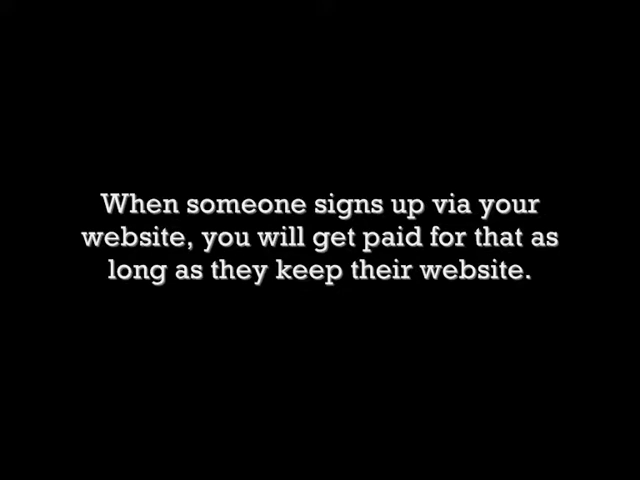 When someone signs up via your
website, you will get paid for that as
long as they keep their website.